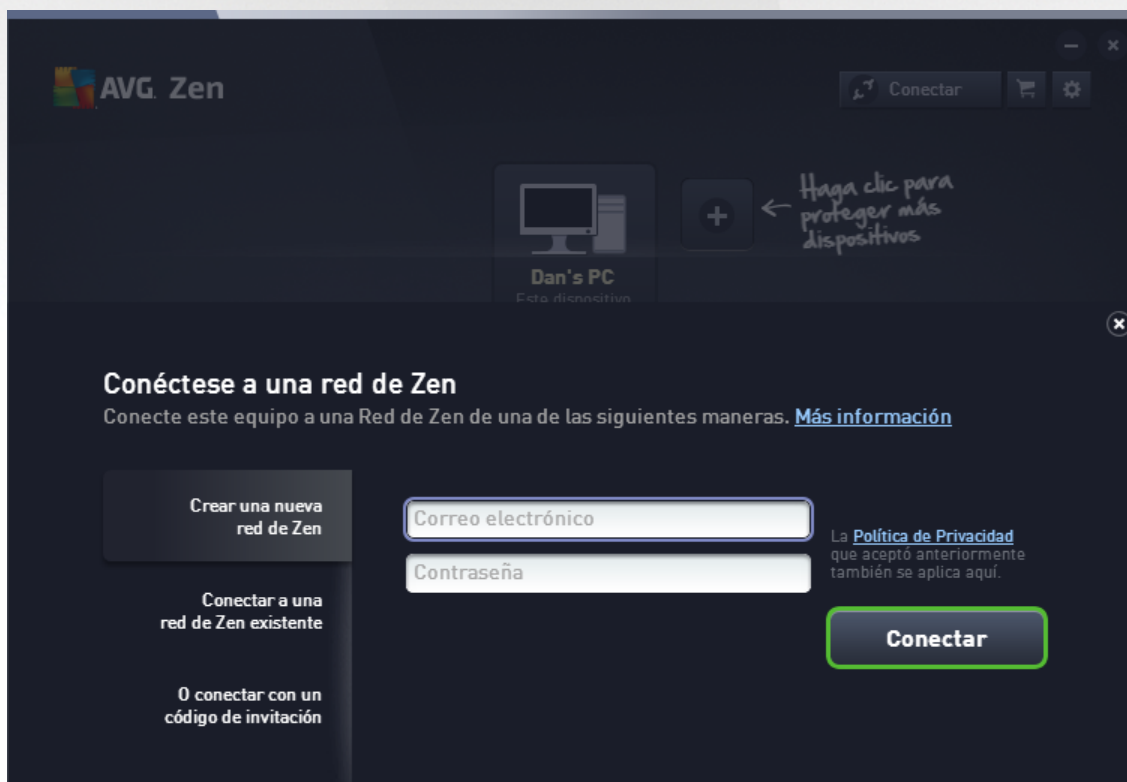 AVG. Zen
Conectar
Haga clic para
proteger más
dispositivos
Dan's PC
Este dispositivo
Conéctese a una red de Zen
Conecte este equipo a una Red de Zen de una de las siguientes maneras. Más información
Crear una nueva
red de Zen
Conectar a una
red de Zen existente
O conectar con un
código de invitación
Correo electrónico
Contraseña
La Política de Privacidad
que aceptó anteriormente
también se aplica aquí.
Conectar